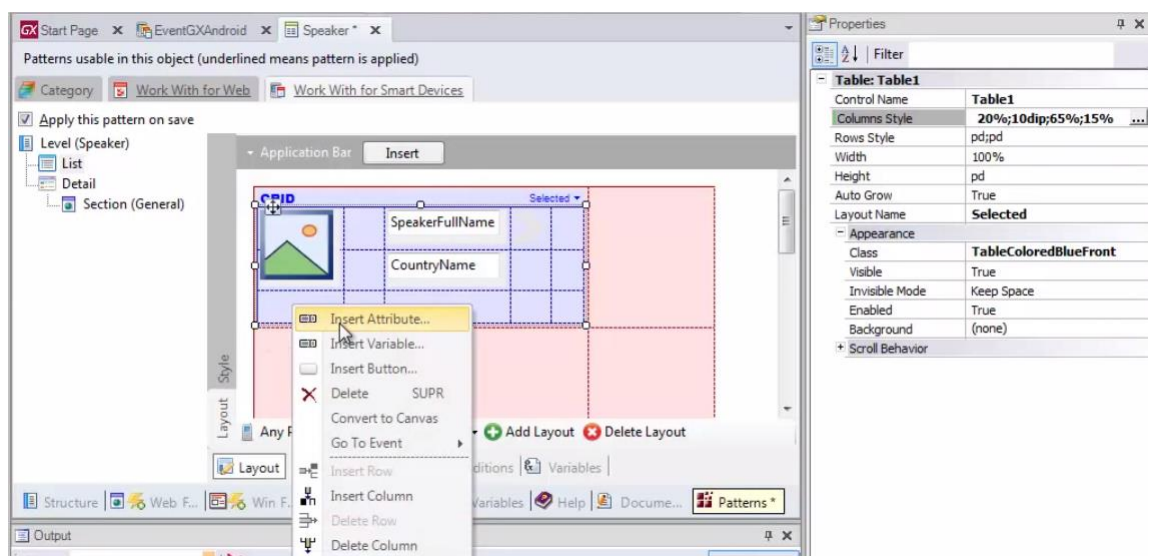 GX Start Page EventGXAndroid Speaker *
Patterns usable in this object (underlined means pattern is applied)
Category Work With for Web Work With for Smart Devices
Apply this pattern on save
Level (Speaker)
List
Detail
Section (General)
Application Bar Insert
GRID Selected
SpeakerFullName
CountryName
Insert Attribute...
Insert Variable...
Insert Button...
Delete SUPR
Convert to Canvas
Go To Event
Insert Row
Insert Column
Delete Row
Delete Column
Style
Layout
Any Add Layout Delete Layout
Layout Variables
Structure Web F... Win F... Variables Help Docume... Patterns *
Output
Properties
Filter
Table: Table1
Control Name Table1
Columns Style 20%;10dip;65%;15% ...
Rows Style pd;pd
Width 100%
Height pd
Auto Grow True
Layout Name Selected
Appearance
Class TableColoredBlueFront
Visible True
Invisible Mode Keep Space
Enabled True
Background (none)
Scroll Behavior